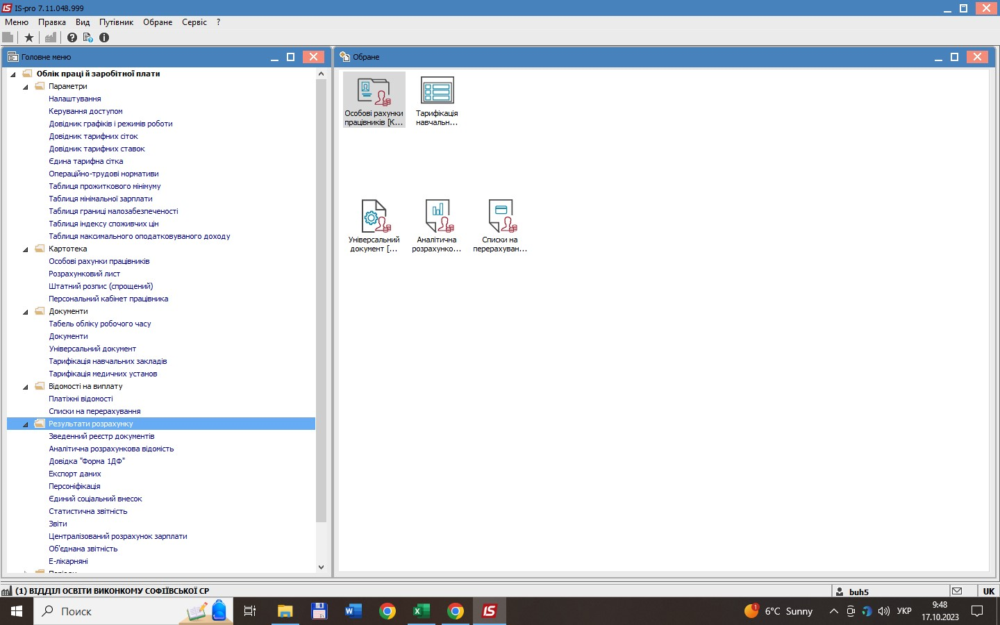 IS-pro 7.11.048.999
Меню Правка Вид Путівник Обране Сервіс ?
Головне меню
Облік праці й заробітної плати
Параметри
Налаштування
Керування доступом
Довідник графіків і режимів роботи
Довідник тарифних сіток
Довідник тарифних ставок
Єдина тарифна сітка
Операційно-трудові нормативи
Таблиця прожиткового мінімуму
Таблиця мінімальної зарплати
Таблиця границі малозабезпеченості
Таблиця індексу споживчих цін
Таблиця максимального оподатковуваного доходу
Картотека
Особові рахунки працівників
Розрахунковий лист
Штатний розпис (спрощений)
Персональний кабінет працівника
Документи
Табель обліку робочого часу
Документи
Універсальний документ
Тарифікація навчальних закладів
Тарифікація медичних установ
Відомості на виплату
Платіжні відомості
Списки на перерахування
Результати розрахунку
Зведенний реєстр документів
Аналітична розрахункова відомість
Довідка "Форма 1ДФ"
Експорт даних
Персоніфікація
Єдиний соціальний внесок
Статистична звітність
Звіти
Централізований розрахунок зарплати
Об'єднана звітність
Е-лікарняні
Обране
Особові рахунки
працівників [К...
Тарифікація
навчальн...
Універсальний
документ [...
Аналітична
розрахунко...
Списки на
перерахуван...
(1) ВІДДІЛ ОСВІТИ ВИКОНКОМУ СОФІЇВСЬКОЇ СР
buh5
UK
Поиск
1
6°C Sunny
УКР
9:48
17.10.2023